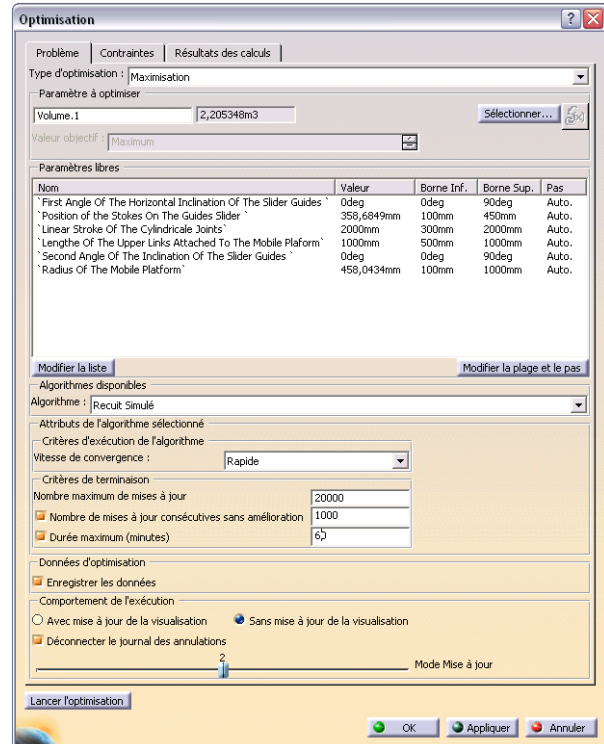 Optimisation
Problème Contraintes Résultats des calculs
Type d'optimisation : Maximisation
Paramètre à optimiser
Volume.1 2,205348m3 Sélectionner...
Valeur objectif : Maximum
Paramètres libres
Nom Valeur Borne Inf. Borne Sup. Pas
`First Angle Of The Horizontal Inclination Of The Slider Guides ` 0deg 0deg 90deg Auto.
`Position of the Stokes On The Guides Slider ` 358,6849mm 100mm 450mm Auto.
`Linear Stroke Of The Cylindricale Joints` 2000mm 300mm 2000mm Auto.
`Lengthe Of The Upper Links Attached To The Mobile Plaform` 1000mm 500mm 1000mm Auto.
`Second Angle Of The Inclination Of The Slider Guides ` 0deg 0deg 90deg Auto.
`Radius Of The Mobile Platform` 458,0434mm 100mm 1000mm Auto.
Modifier la liste Modifier la plage et le pas
Algorithmes disponibles
Algorithme : Recuit Simulé
Attributs de l'algorithme sélectionné
Critères d'exécution de l'algorithme
Vitesse de convergence : Rapide
Critères de terminaison
Nombre maximum de mises à jour 20000
Nombre de mises à jour consécutives sans amélioration 1000
Durée maximum (minutes)
Données d'optimisation
Enregistrer les données
Comportement de l'exécution
Avec mise à jour de la visualisation Sans mise à jour de la visualisation
Déconnecter le journal des annulations
2
Mode Mise à jour
Lancer l'optimisation
OK Appliquer Annuler